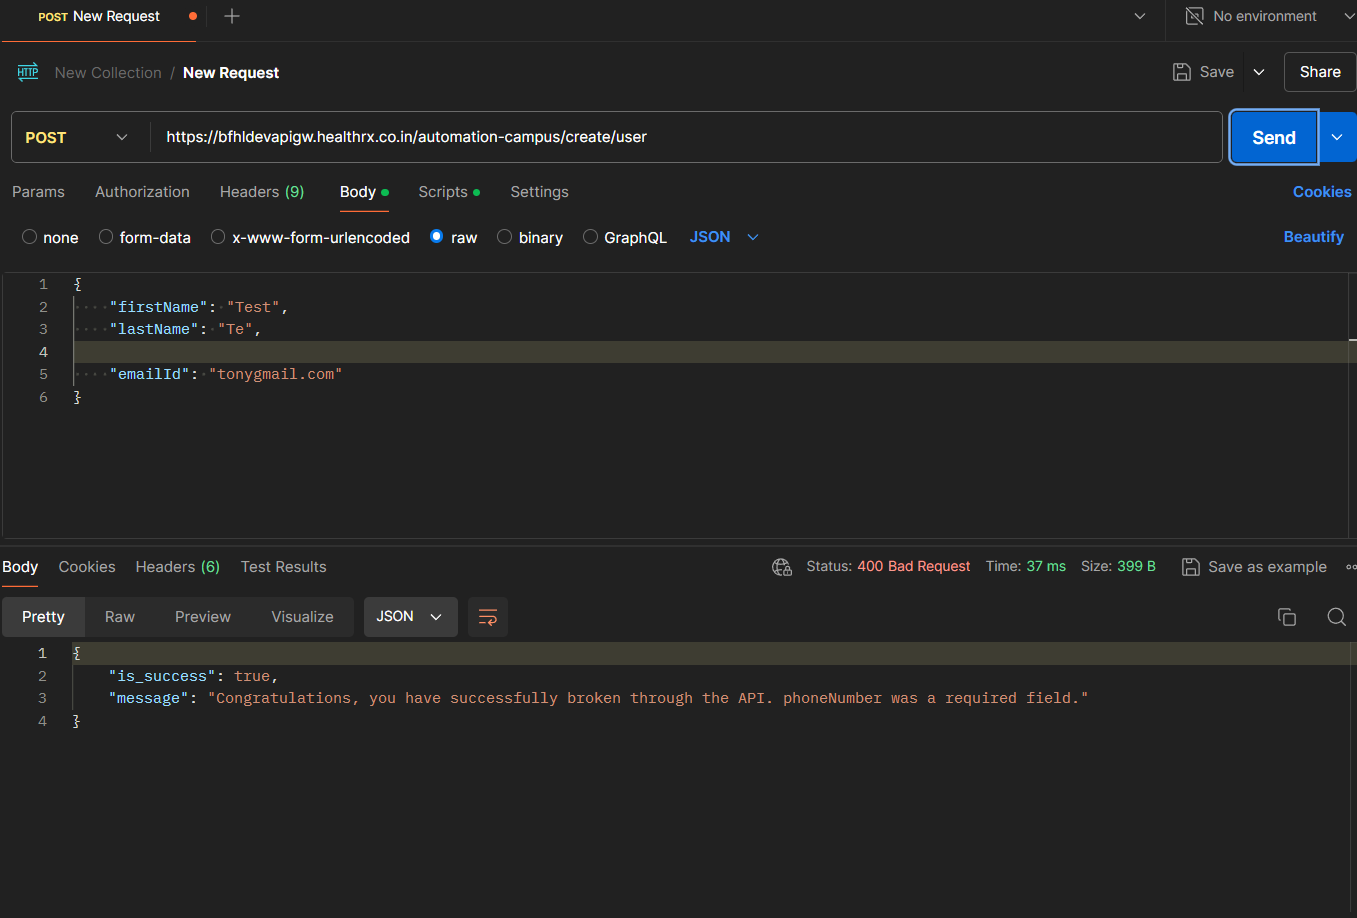 POST New Request
No environment
HTTP New Collection / New Request Save Share
POST https://bfhldevapigw.healthrx.co.in/automation-campus/create/user Send
Params Authorization Headers (9) Body Scripts Settings Cookies
none form-data x-www-form-urlencoded raw binary GraphQL JSON Beautify
1 {
2 "firstName": "Test",
3 "lastName": "Te",
4
5 "emailId": "tonygmail.com"
6 }
Body Cookies Headers (6) Test Results Status: 400 Bad Request Time: 37 ms Size: 399 B Save as example
Pretty Raw Preview Visualize JSON
1 {
2 "is_success": true,
3 "message": "Congratulations, you have successfully broken through the API. phoneNumber was a required field."
4 }